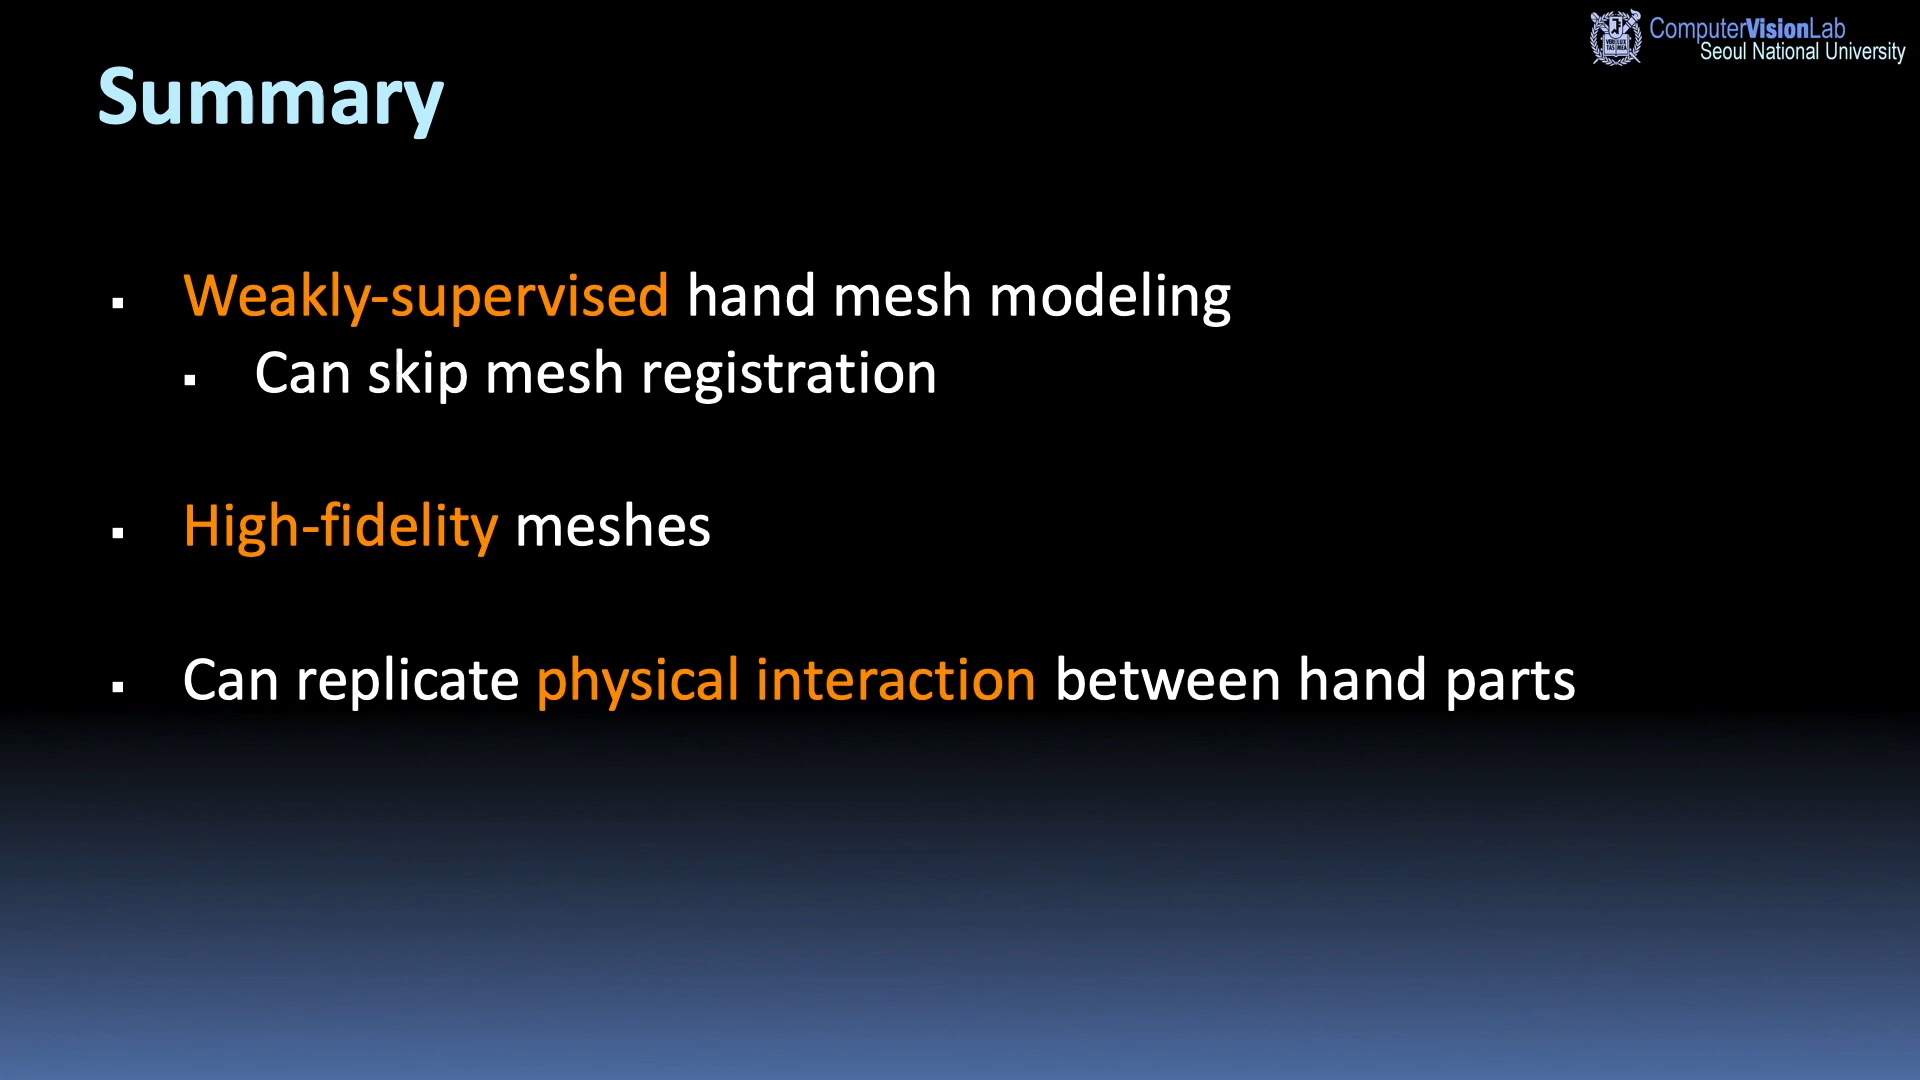 ComputerVisionLab
Seoul National University
Summary
▪ Weakly-supervised hand mesh modeling
▪ Can skip mesh registration
▪ High-fidelity meshes
▪ Can replicate physical interaction between hand parts